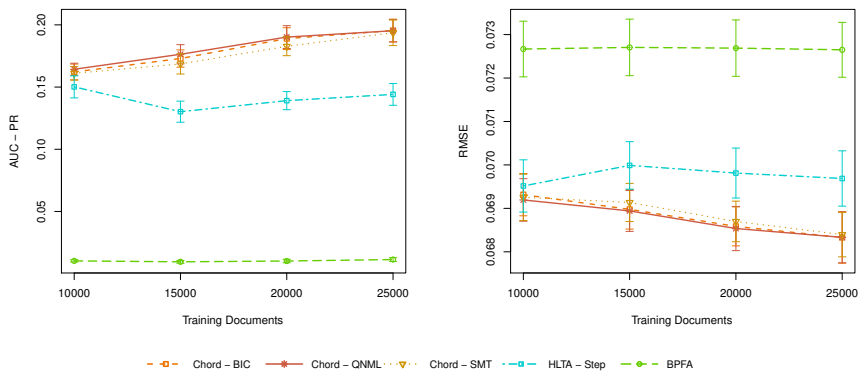 0.20
0.15
0.10
0.05
AUC − PR
10000 15000 20000 25000
Training Documents
0.073
0.072
0.071
0.070
0.069
0.068
RMSE
10000 15000 20000 25000
Training Documents
Chord − BIC Chord − QNML Chord − SMT HLTA − Step BPFA